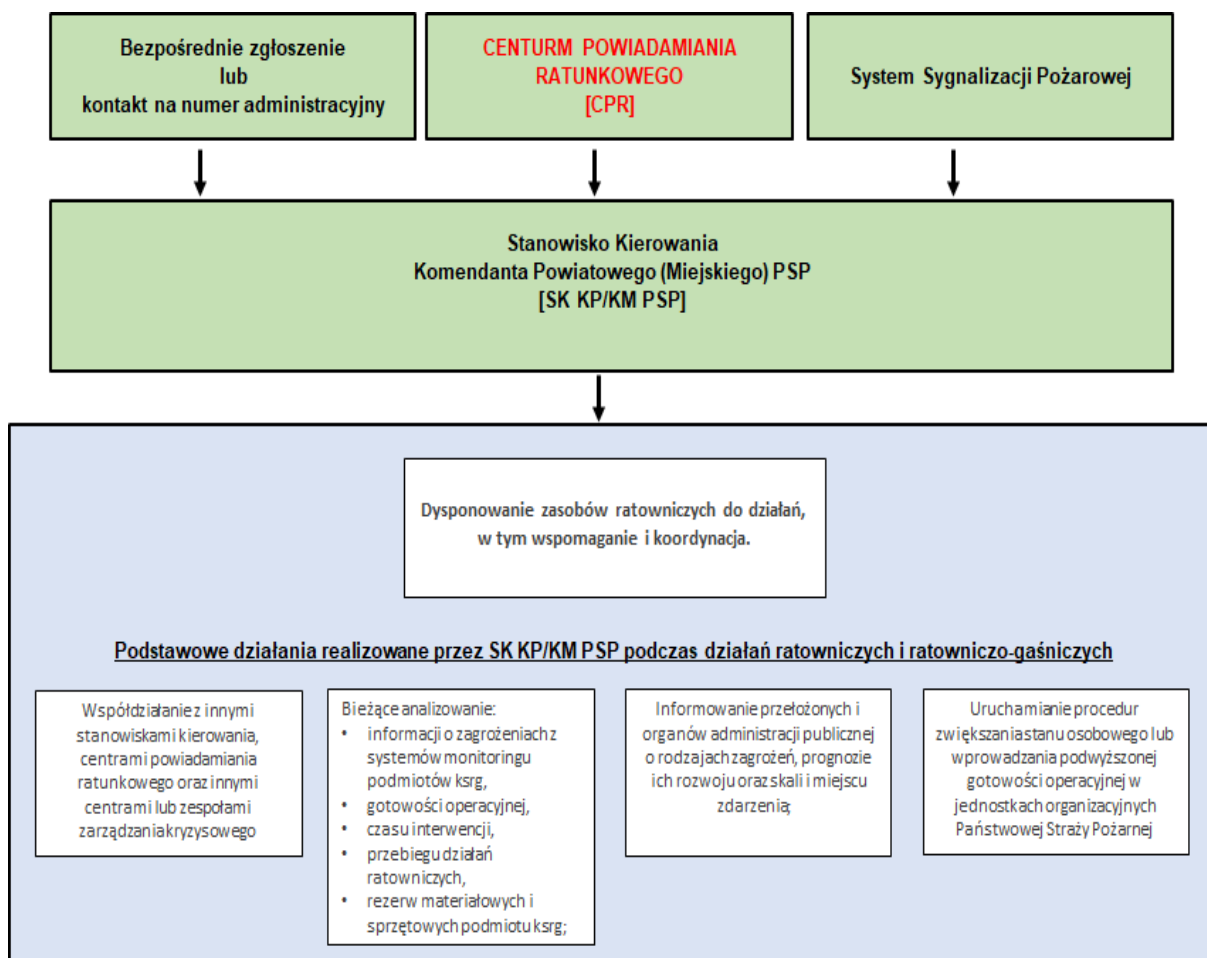 Bezpośrednie zgłoszenie
lub
kontakt na numer administracyjny
CENTURM POWIADAMIANIA
RATUNKOWEGO
[CPR]
System Sygnalizacji Pożarowej
Stanowisko Kierowania
Komendanta Powiatowego (Miejskiego) PSP
[SK KP/KM PSP]
Dysponowanie zasobów ratowniczych do działań,
w tym wspomaganie i koordynacja.
Podstawowe działania realizowane przez SK KP/KM PSP podczas działań ratowniczych i ratowniczo-gaśniczych
Współdziałanie z innymi
stanowiskami kierowania,
centrami powiadamiania
ratunkowego oraz innymi
centrami lub zespołami
zarządzania kryzysowego
Bieżące analizowanie:
• informacji o zagrożeniach z
systemów monitoringu
podmiotów ksrg,
• gotowości operacyjnej,
• czasu interwencji,
• przebiegu działań
ratowniczych,
• rezerw materiałowych i
sprzętowych podmiotu ksrg;
Informowanie przełożonych i
organów administracji publicznej
o rodzajach zagrożeń, prognozie
ich rozwoju oraz skali i miejscu
zdarzenia;
Uruchamianie procedur
zwiększania stanu osobowego lub
wprowadzania podwyższonej
gotowości operacyjnej w
jednostkach organizacyjnych
Państwowej Straży Pożarnej